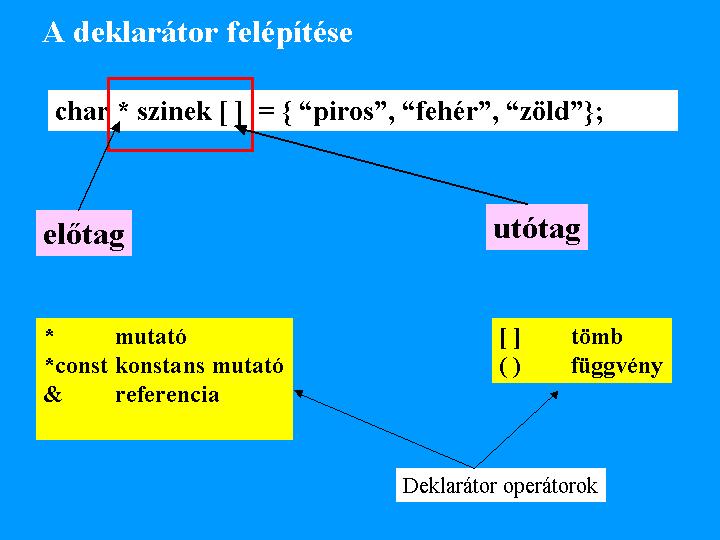 A deklarátor felépítése
char * szinek [ ] = { “piros”, “fehér”, “zöld”};
előtag
utótag
* mutató
*const konstans mutató
& referencia
[ ] tömb
( ) függvény
Deklarátor operátorok